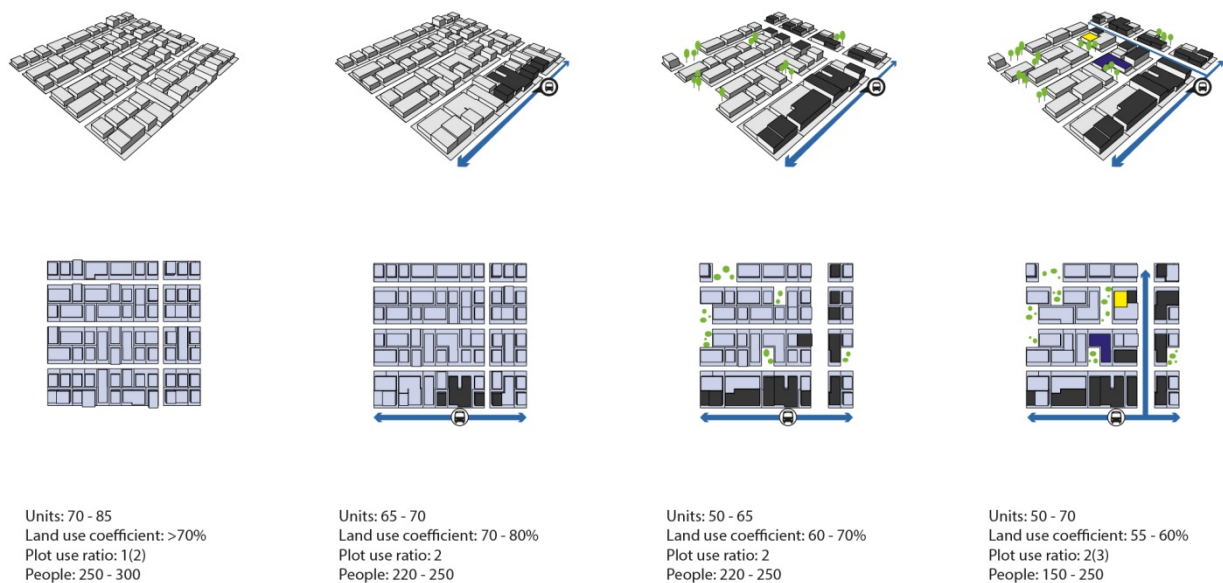 Units: 70 - 85
Land use coefficient: >70%
Plot use ratio: 1(2)
People: 250 - 300
Units: 65 - 70
Land use coefficient: 70 - 80%
Plot use ratio: 2
People: 220 - 250
Units: 50 - 65
Land use coefficient: 60 - 70%
Plot use ratio: 2
People: 220 - 250
Units: 50 - 70
Land use coefficient: 55 - 60%
Plot use ratio: 2(3)
People: 150 - 250